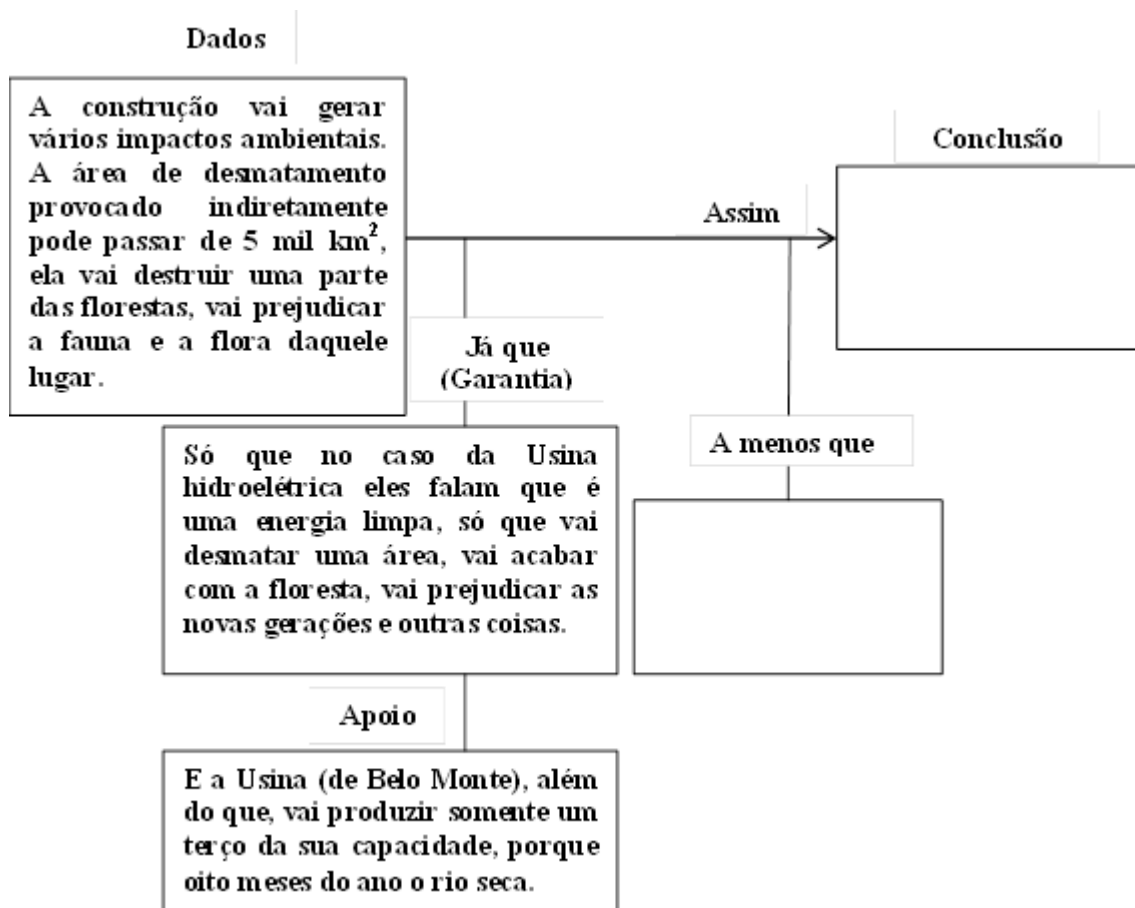 Dados
A construção vai gerar
vários impactos ambientais.
A área de desmatamento
provocado indiretamente
pode passar de 5 mil km²,
ela vai destruir uma parte
das florestas, vai prejudicar
a fauna e a flora daquele
lugar.
Assim
Conclusão
Já que
(Garantia)
Só que no caso da Usina
hidroelétrica eles falam que é
uma energia limpa, só que vai
desmatar uma área, vai acabar
com a floresta, vai prejudicar as
novas gerações e outras coisas.
A menos que
Apoio
E a Usina (de Belo Monte), além
do que, vai produzir somente um
terço da sua capacidade, porque
oito meses do ano o rio seca.